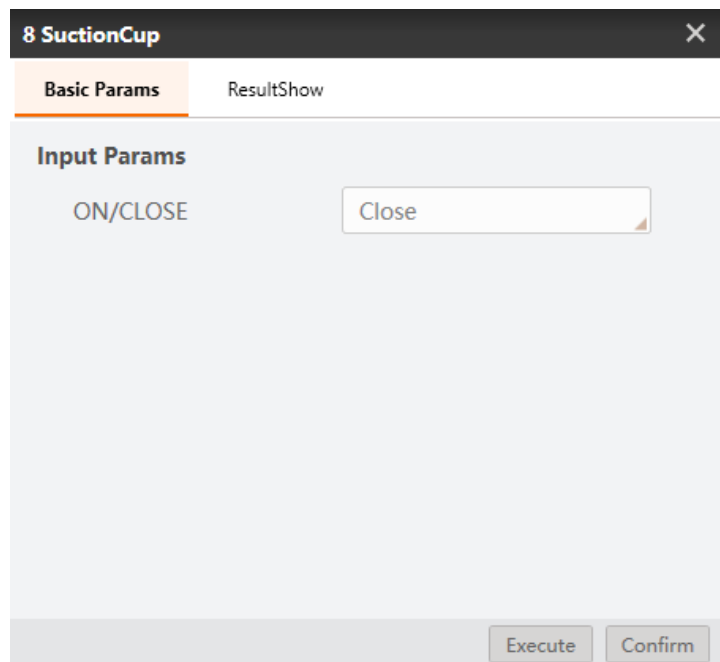 8 SuctionCup
Basic Params ResultShow
Input Params
ON/CLOSE Close
Execute Confirm